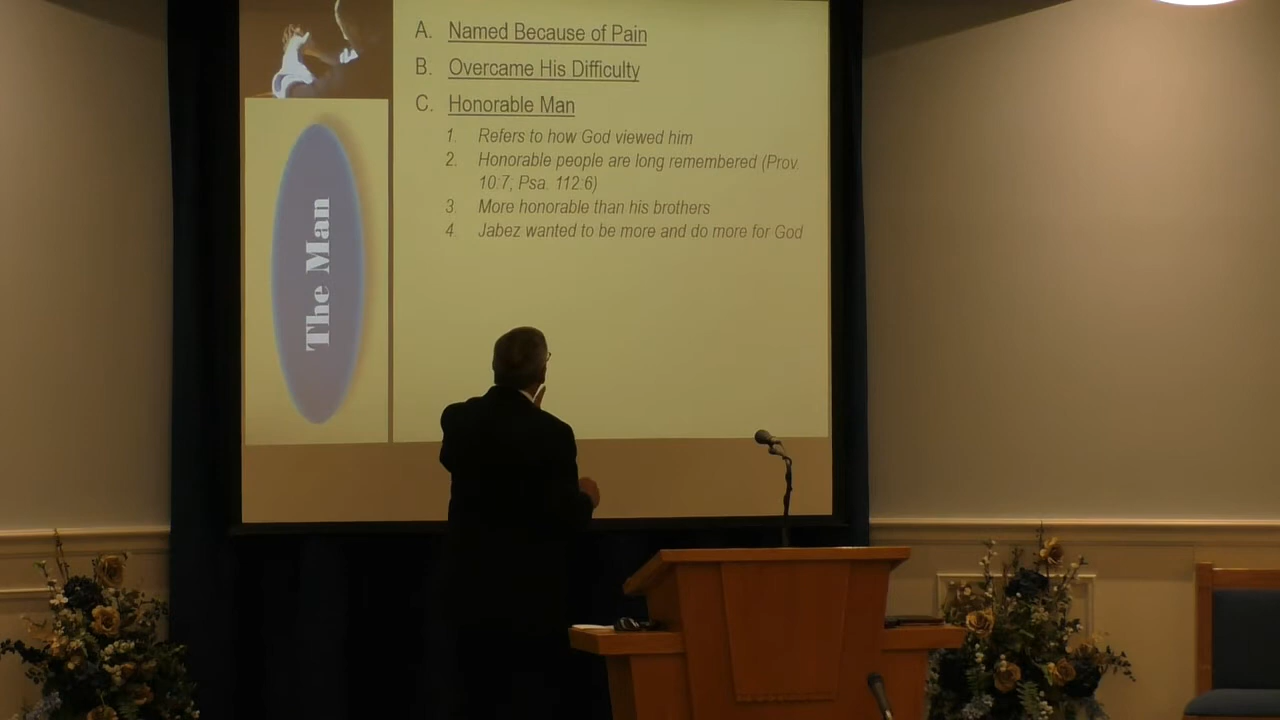 A. Named Because of Pain
B. Overcame His Difficulty
C. Honorable Man
1. Refers to how God viewed him
2. Honorable people are long remembered (Prov.
10:7; Psa. 112:6)
3. More honorable than his brothers
4. Jabez wanted to be more and do more for God
The Man